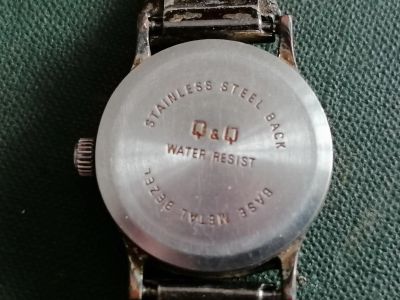 STAINLESS STEEL BACK
Q&Q
WATER RESIST
BASE METAL BEZEL